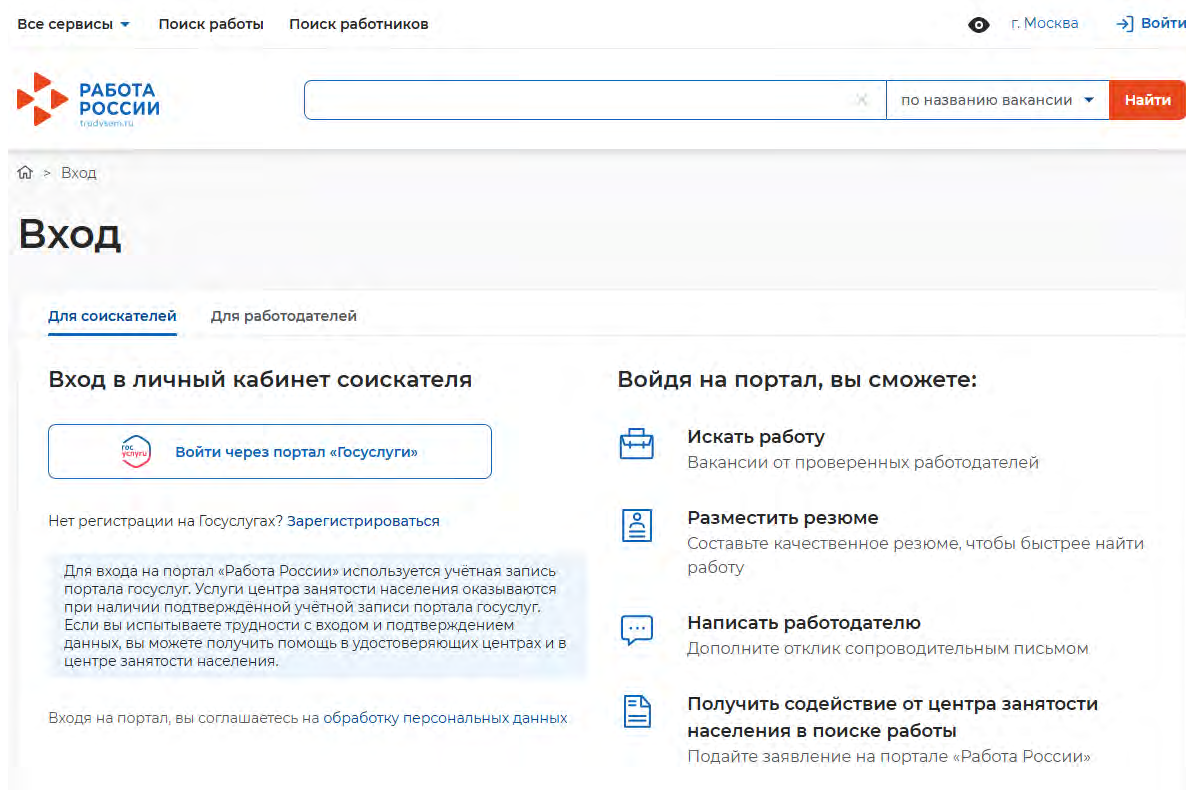 Все сервисы Поиск работы Поиск работников г. Москва Войти
РАБОТА
РОССИИ
trudvsem.ru
по названию вакансии Найти
> Вход
Вход
Для соискателей Для работодателей
Вход в личный кабинет соискателя
гос
услуги
Войти через портал «Госуслуги»
Нет регистрации на Госуслугах? Зарегистрироваться
Для входа на портал «Работа России» используется учётная запись
портала госуслуг. Услуги центра занятости населения оказываются
при наличии подтверждённой учётной записи портала госуслуг.
Если вы испытываете трудности с входом и подтверждением
данных, вы можете получить помощь в удостоверяющих центрах и в
центре занятости населения.
Входя на портал, вы соглашаетесь на обработку персональных данных
Войдя на портал, вы сможете:
Искать работу
Вакансии от проверенных работодателей
Разместить резюме
Составьте качественное резюме, чтобы быстрее найти
работу
Написать работодателю
Дополните отклик сопроводительным письмом
Получить содействие от центра занятости
населения в поиске работы
Подайте заявление на портале «Работа России»